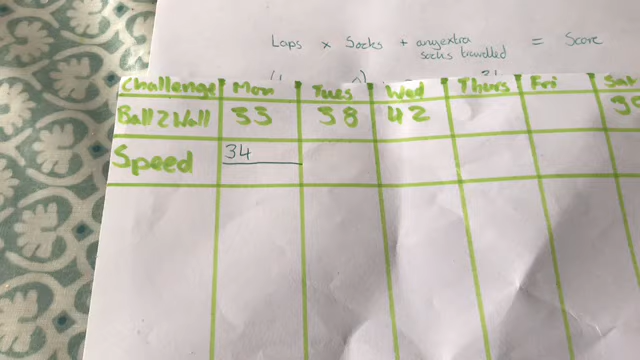 Laps x Socks + any extra socks travelled = Score
Challenge Mon Tues Wed Thurs Fri Sat
Ball 2 Wall 33 38 42
Speed 34